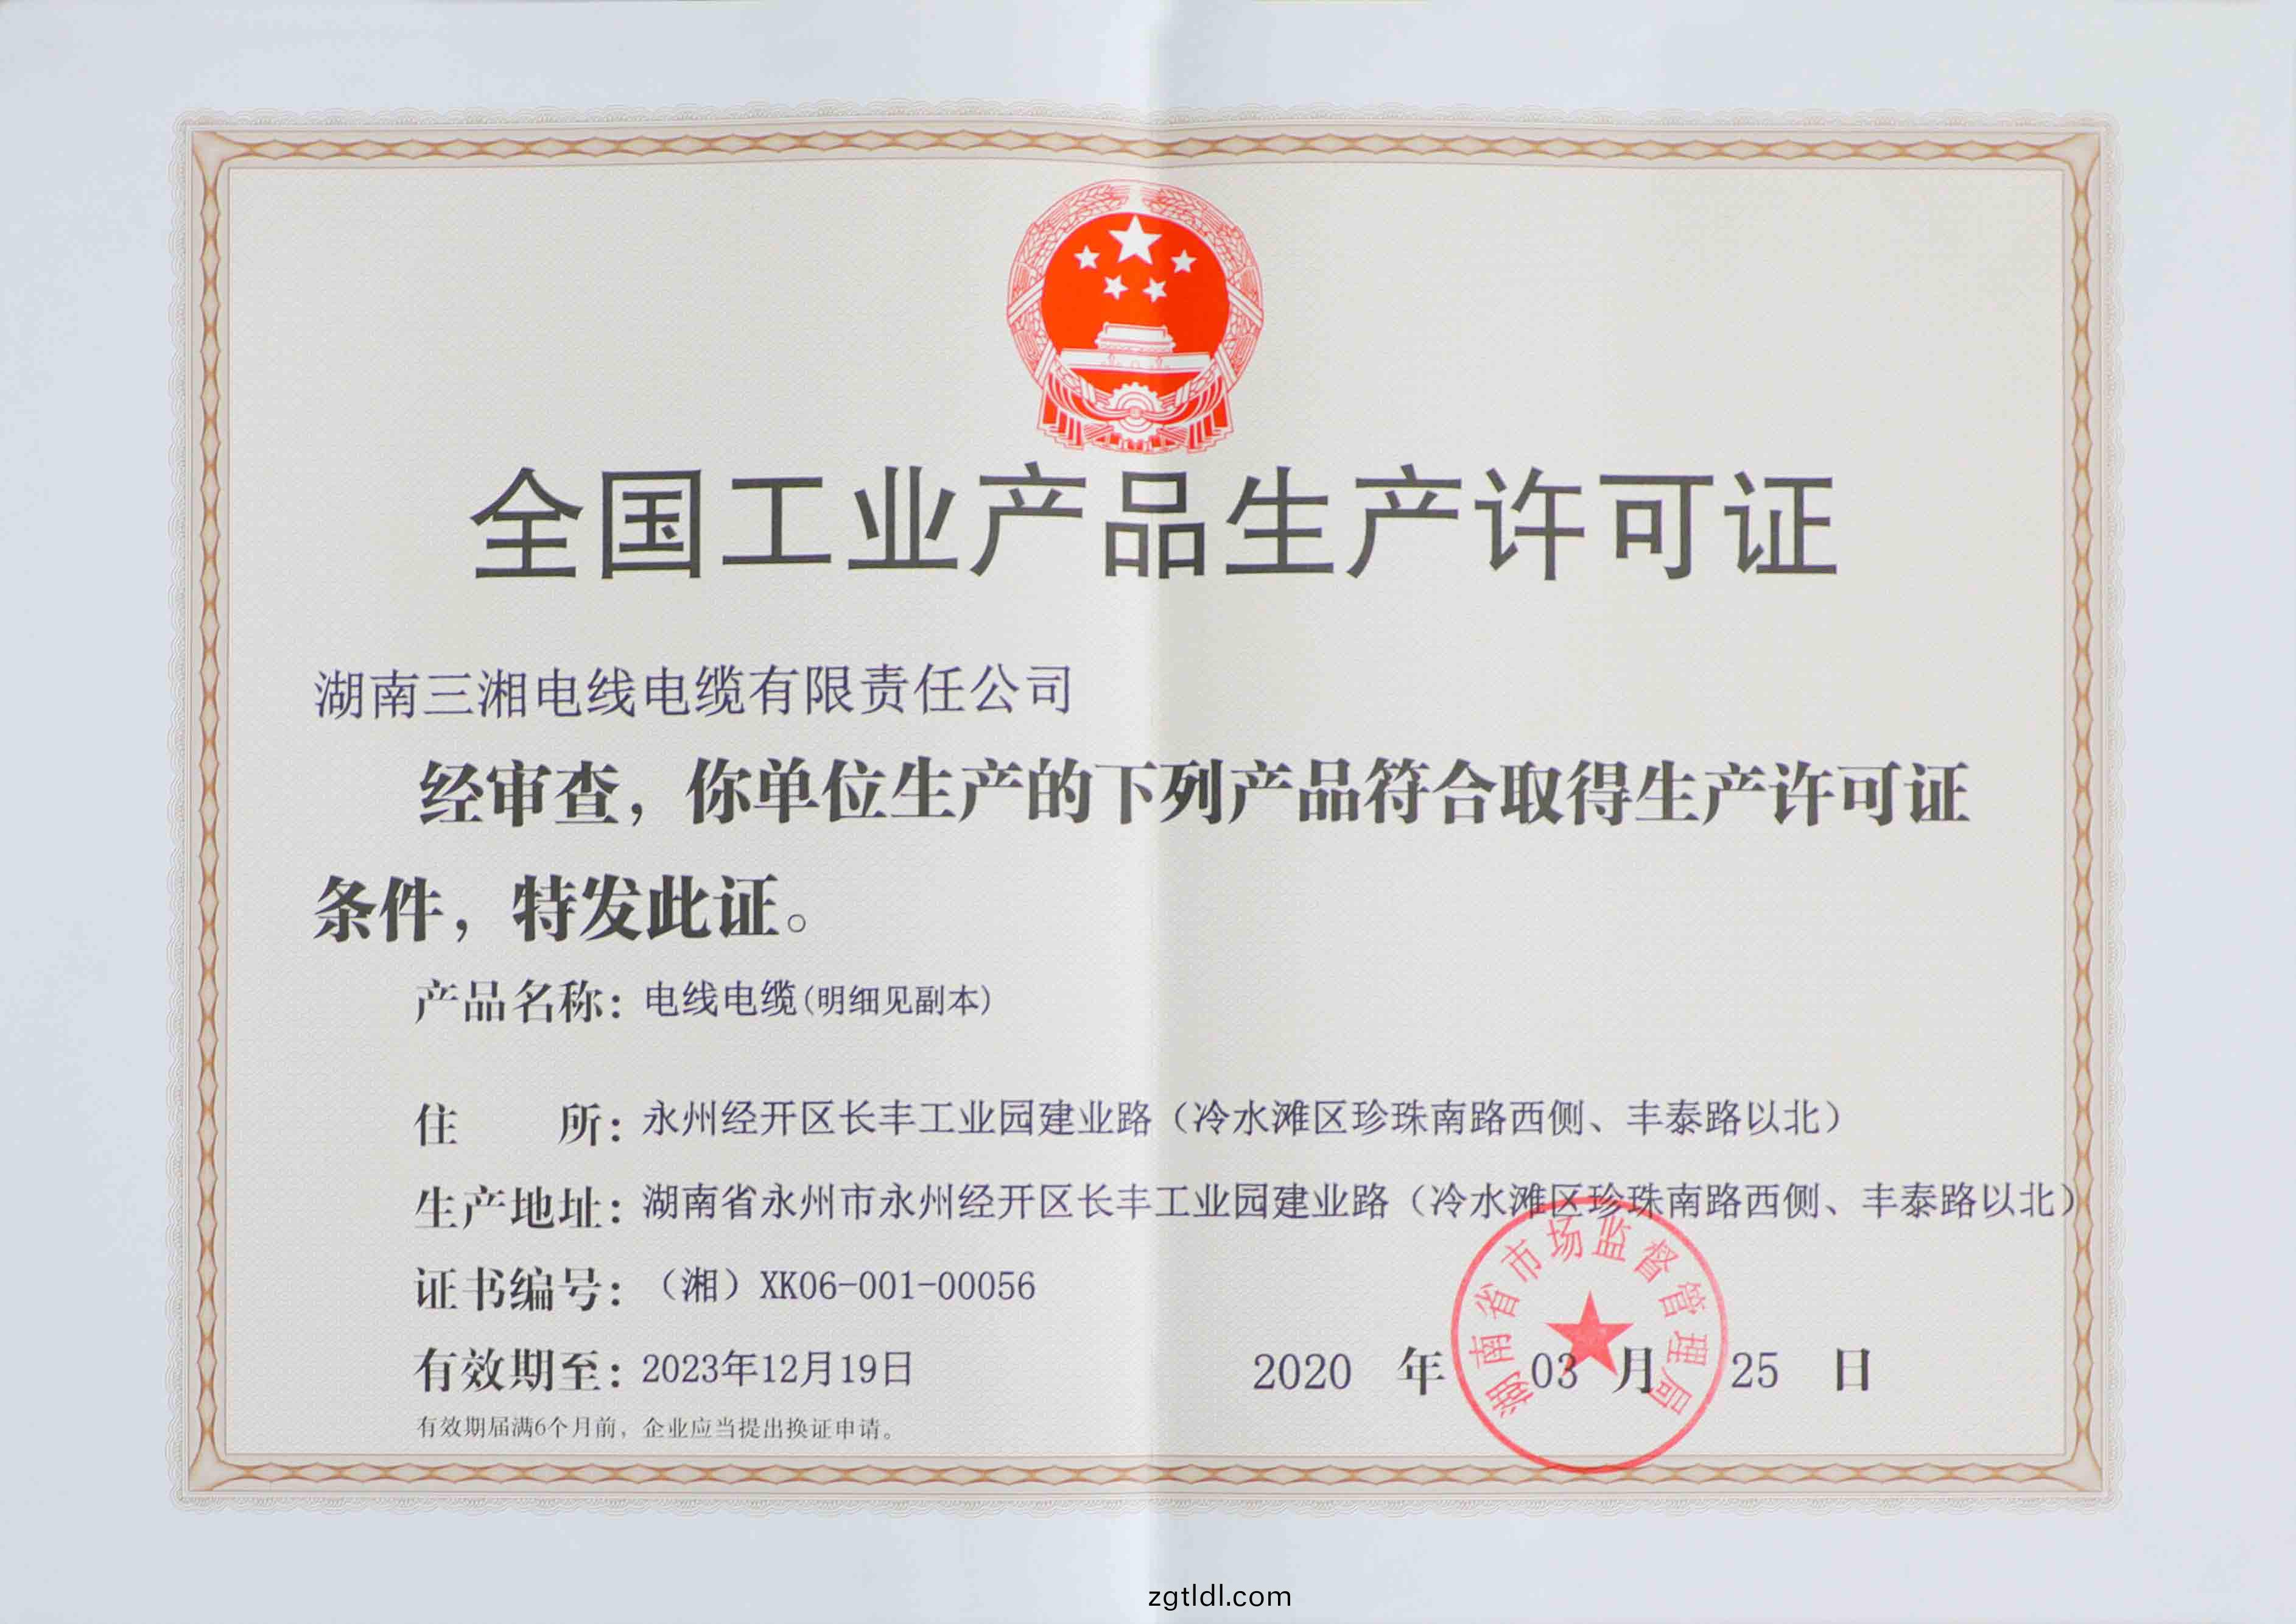 全国工业产品生产许可证
湖南三湘电线电缆有限责任公司
经审查，你单位生产的下列产品符合取得生产许可证
条件，特发此证。
产品名称：电线电缆(明细见副本)
住　　所：永州经开区长丰工业园建业路（冷水滩区珍珠南路西侧、丰泰路以北）
生产地址：湖南省永州市永州经开区长丰工业园建业路（冷水滩区珍珠南路西侧、丰泰路以北）
证书编号：（湘）XK06-001-00056
有效期至：2023年12月19日
2020 年 03 月 25 日
湖南省市场监督管理局
有效期届满6个月前，企业应当提出换证申请。
zgtldl.com